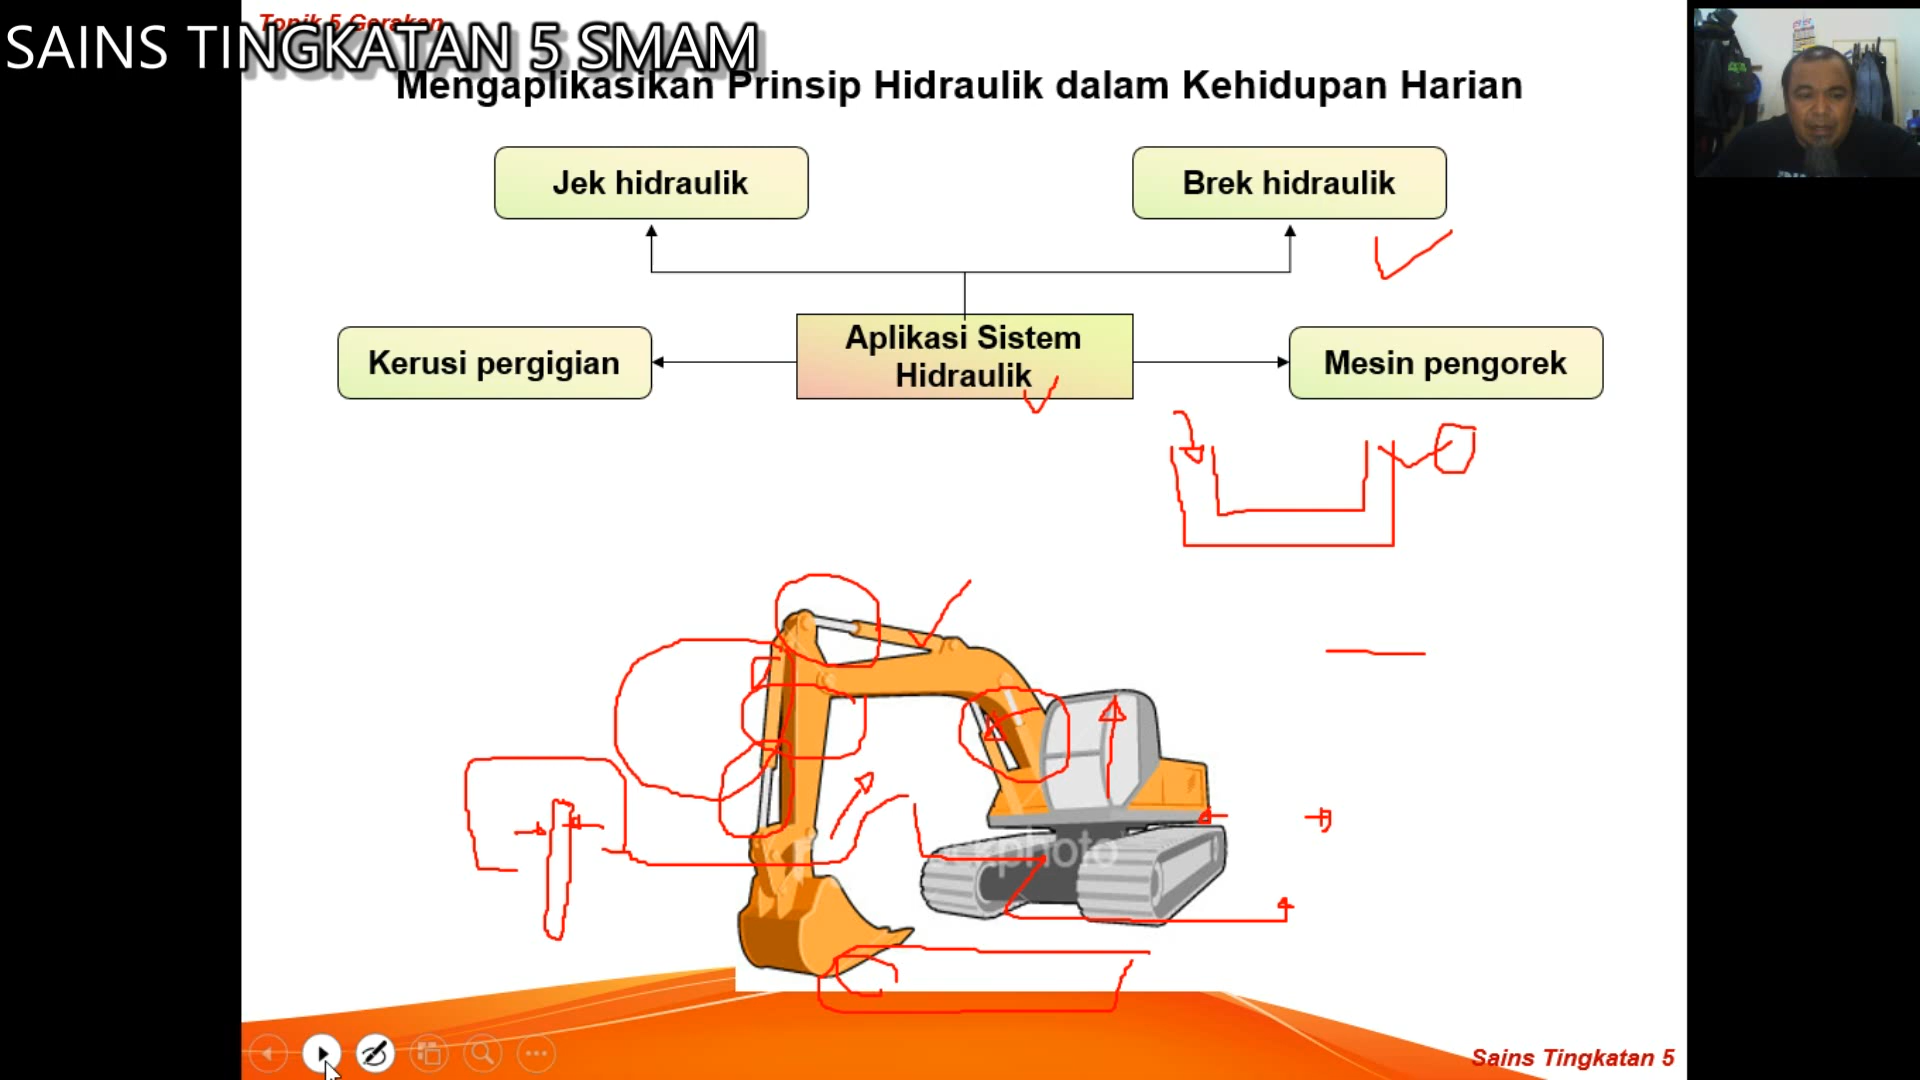 Topik 5 Gerakan
SAINS TINGKATAN 5 SMAM
Mengaplikasikan Prinsip Hidraulik dalam Kehidupan Harian
Jek hidraulik
Brek hidraulik
Kerusi pergigian
Aplikasi Sistem
Hidraulik
Mesin pengorek
ckphoto
Sains Tingkatan 5